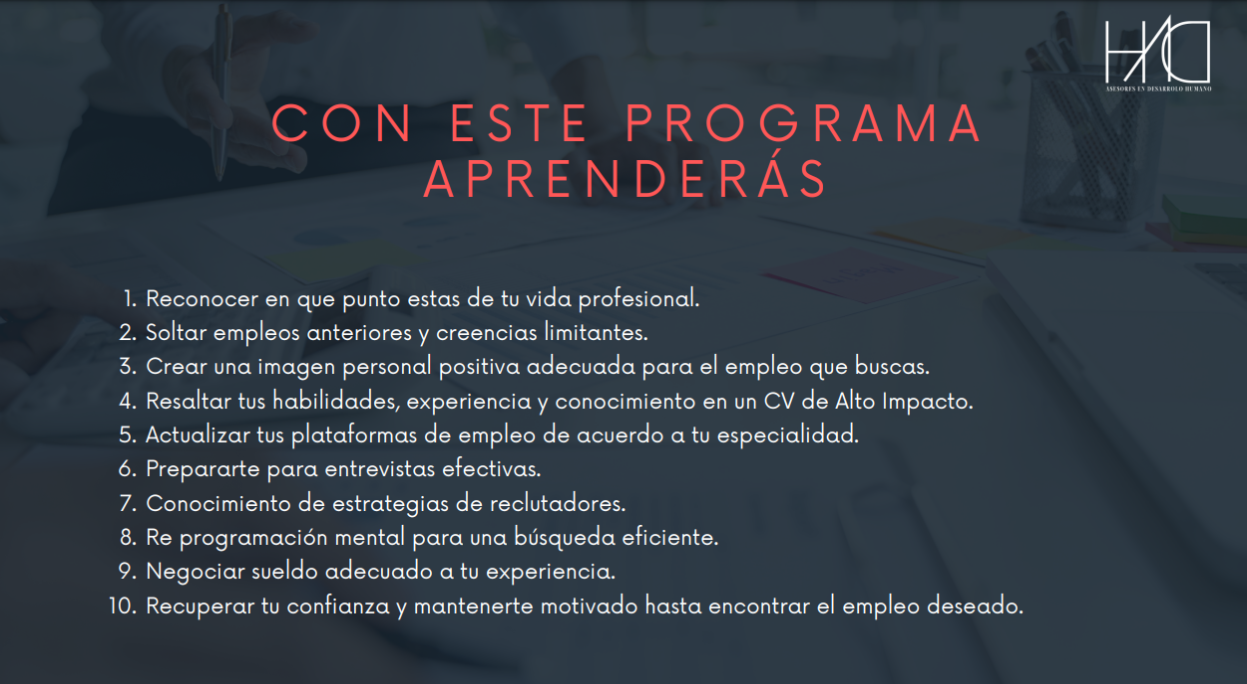 HAD
ASESORES EN DESARROLO HUMANO
CON ESTE PROGRAMA
APRENDERÁS
1. Reconocer en que punto estas de tu vida profesional.
2. Soltar empleos anteriores y creencias limitantes.
3. Crear una imagen personal positiva adecuada para el empleo que buscas.
4. Resaltar tus habilidades, experiencia y conocimiento en un CV de Alto Impacto.
5. Actualizar tus plataformas de empleo de acuerdo a tu especialidad.
6. Prepararte para entrevistas efectivas.
7. Conocimiento de estrategias de reclutadores.
8. Re programación mental para una búsqueda eficiente.
9. Negociar sueldo adecuado a tu experiencia.
10. Recuperar tu confianza y mantenerte motivado hasta encontrar el empleo deseado.